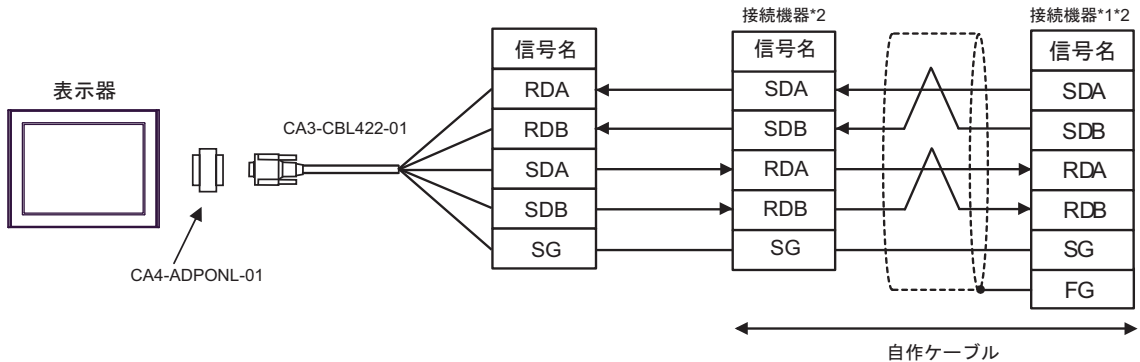 表示器
CA4-ADPONL-01
CA3-CBL422-01
信号名
RDA
RDB
SDA
SDB
SG
接続機器*2
信号名
SDA
SDB
RDA
RDB
SG
接続機器*1*2
信号名
SDA
SDB
RDA
RDB
SG
FG
自作ケーブル